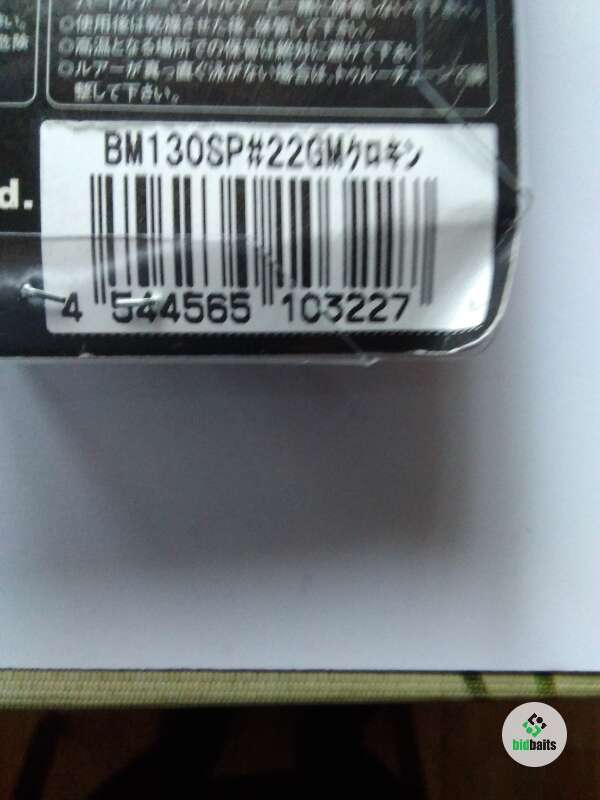 ◎使用後は乾燥させた後、保管して下さい。
◎高温となる場所での保管は絶対に避けて下さい。
◎ルアーが真っ直ぐ泳がない場合は、トゥルーチューンで調
整して下さい。
d.
BM130SP#22GMクロキン
4 544565 103227
bidbaits